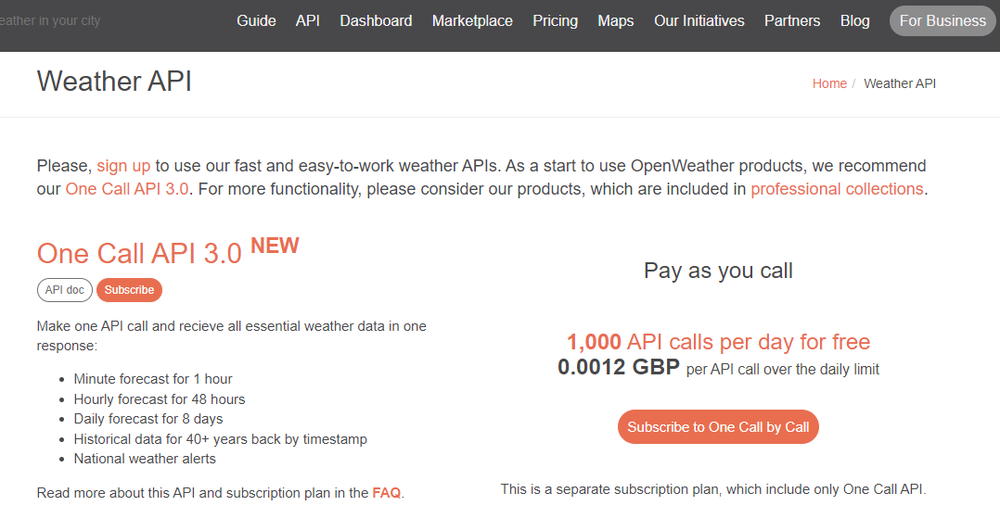 eather in your city
Guide API Dashboard Marketplace Pricing Maps Our Initiatives Partners Blog For Business
Weather API
Home / Weather API
Please, sign up to use our fast and easy-to-work weather APIs. As a start to use OpenWeather products, we recommend
our One Call API 3.0. For more functionality, please consider our products, which are included in professional collections.
One Call API 3.0 NEW
API doc Subscribe
Make one API call and recieve all essential weather data in one
response:
• Minute forecast for 1 hour
• Hourly forecast for 48 hours
• Daily forecast for 8 days
• Historical data for 40+ years back by timestamp
• National weather alerts
Read more about this API and subscription plan in the FAQ.
Pay as you call
1,000 API calls per day for free
0.0012 GBP per API call over the daily limit
Subscribe to One Call by Call
This is a separate subscription plan, which include only One Call API.